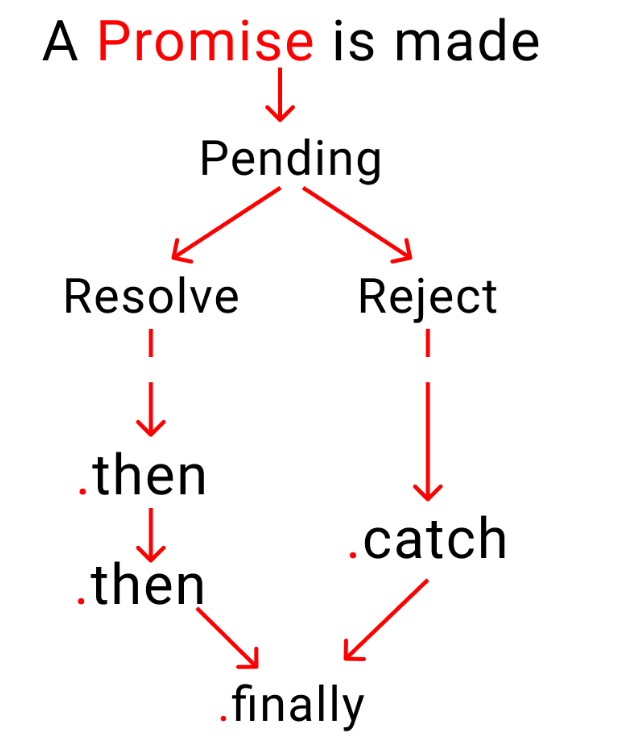 A Promise is made
Pending
Resolve
Reject
.then
.then
.catch
.finally